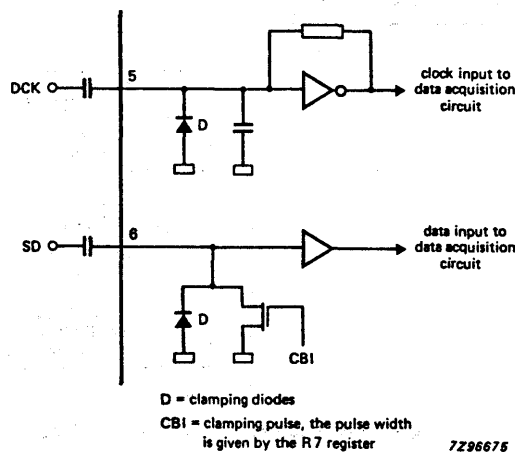 DCK
5
clock input to
data acquisition
circuit
D
SD
6
data input to
data acquisition
circuit
D
CBI
D = clamping diodes
CBI = clamping pulse, the pulse width
is given by the R7 register
7Z96675